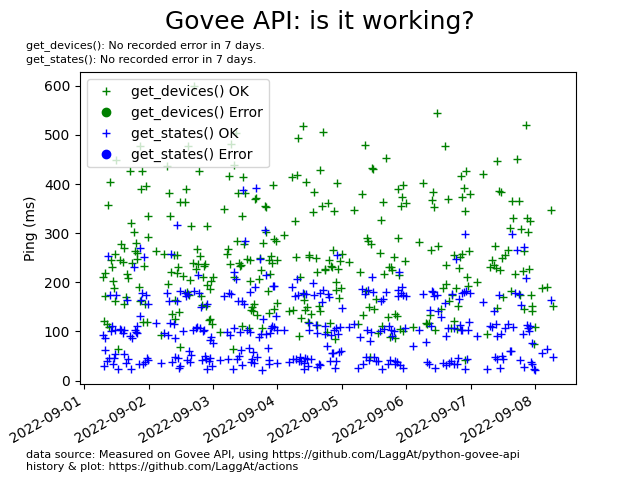 Govee API: is it working?
get_devices(): No recorded error in 7 days.
get_states(): No recorded error in 7 days.
get_devices() OK
get_devices() Error
get_states() OK
get_states() Error
Ping (ms)
600
500
400
300
200
100
0
2022-09-01
2022-09-02
2022-09-03
2022-09-04
2022-09-05
2022-09-06
2022-09-07
2022-09-08
data source: Measured on Govee API, using https://github.com/LaggAt/python-govee-api
history & plot: https://github.com/LaggAt/actions